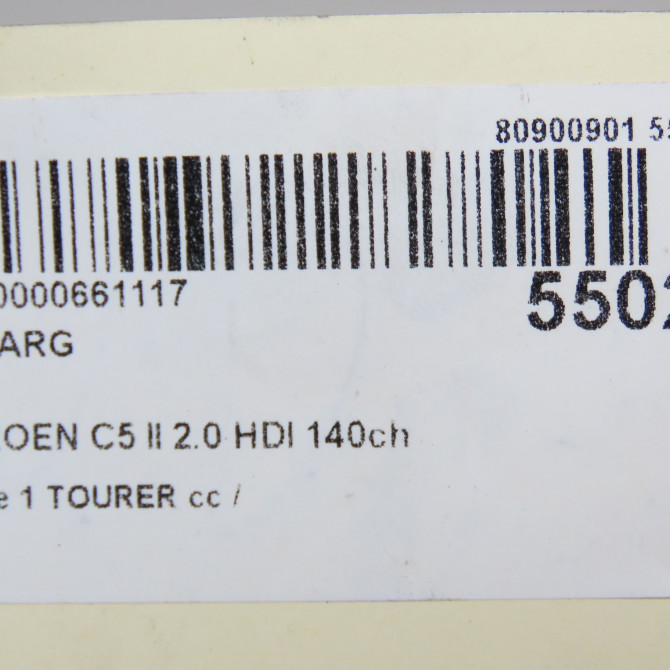 80900901 55
0000661117
5502
ARG
OEN C5 II 2.0 HDI 140ch
e 1 TOURER cc /